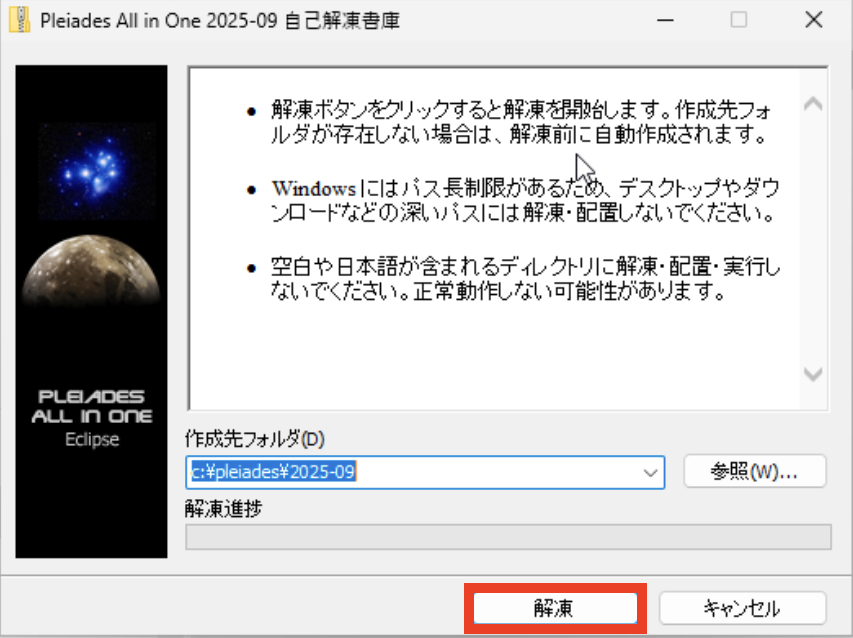 Pleiades All in One 2025-09 自己解凍書庫
• 解凍ボタンをクリックすると解凍を開始します。作成先フォ
ルダが存在しない場合は、解凍前に自動作成されます。
• Windowsにはパス長制限があるため、デスクトップやダウ
ンロードなどの深いパスには解凍・配置しないでください。
• 空白や日本語が含まれるディレクトリに解凍・配置・実行し
ないでください。正常動作しない可能性があります。
PLEIADES
ALL IN ONE
Eclipse
作成先フォルダ(D)
c:¥pleiades¥2025-09
参照(W)...
解凍進捗
解凍
キャンセル